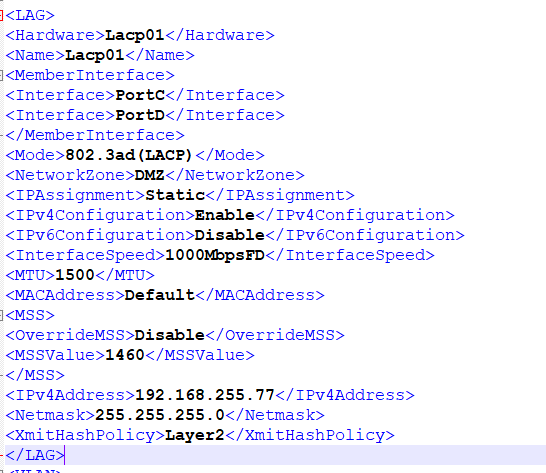 <LAG>
<Hardware>Lacp01</Hardware>
<Name>Lacp01</Name>
<MemberInterface>
<Interface>PortC</Interface>
<Interface>PortD</Interface>
</MemberInterface>
<Mode>802.3ad(LACP)</Mode>
<NetworkZone>DMZ</NetworkZone>
<IPAssignment>Static</IPAssignment>
<IPv4Configuration>Enable</IPv4Configuration>
<IPv6Configuration>Disable</IPv6Configuration>
<InterfaceSpeed>1000MbpsFD</InterfaceSpeed>
<MTU>1500</MTU>
<MACAddress>Default</MACAddress>
<MSS>
<OverrideMSS>Disable</OverrideMSS>
<MSSValue>1460</MSSValue>
</MSS>
<IPv4Address>192.168.255.77</IPv4Address>
<Netmask>255.255.255.0</Netmask>
<XmitHashPolicy>Layer2</XmitHashPolicy>
</LAG>